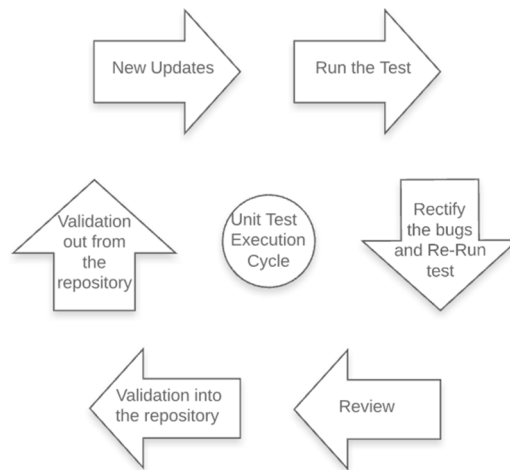 New Updates
Run the Test
Validation
out from
the
repository
Unit Test
Execution
Cycle
Rectify
the bugs
and Re-Run
test
Validation into
the repository
Review